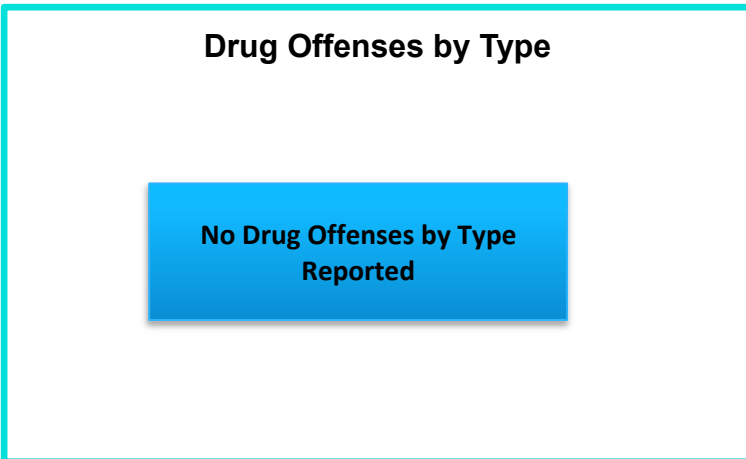 Drug Offenses by Type
No Drug Offenses by Type
Reported